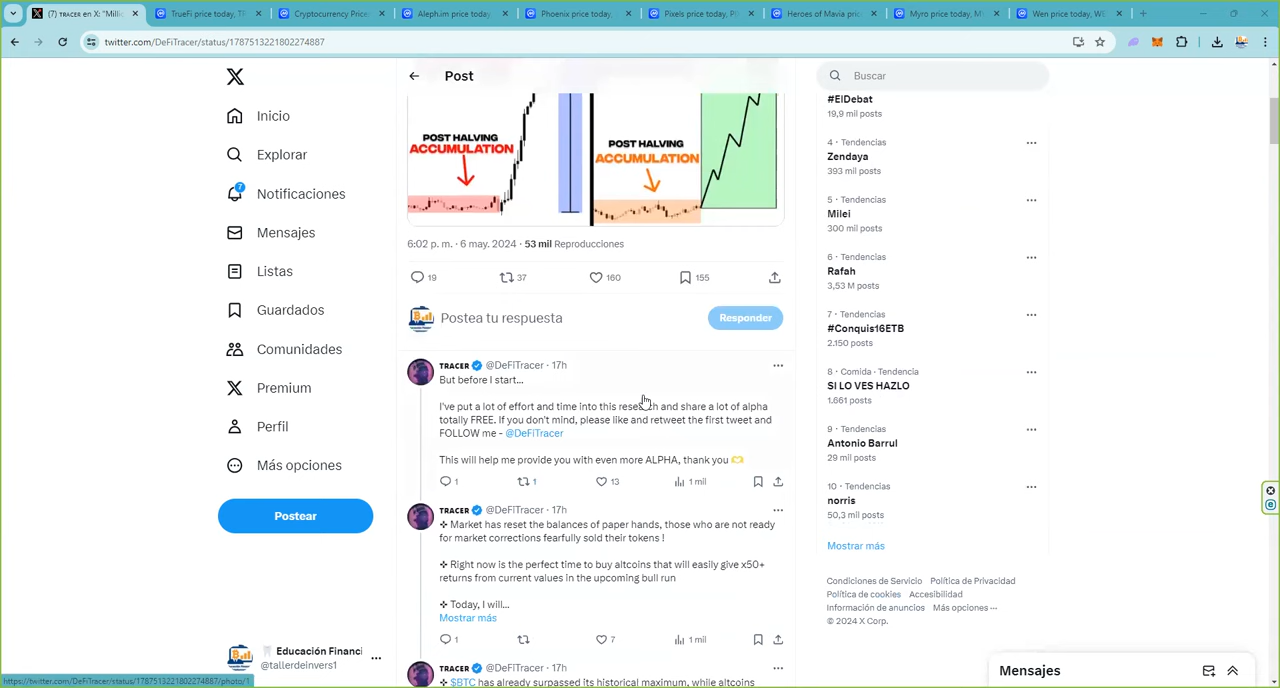 TRACER en X: "Milli
TrueFi price today, T
Cryptocurrency Price
Aleph.im price today
Phoenix price today,
Pixels price today, P
Heroes of Mavia pric
Myro price today, M
Wen price today, WE
twitter.com/DeFiTracer/status/1787513221802274887
Post
Buscar
POST HALVING
ACCUMULATION
POST HALVING
ACCUMULATION
6:02 p. m. · 6 may. 2024 · 53 mil Reproducciones
19
37
160
155
Postea tu respuesta
Responder
Inicio
Explorar
7
Notificaciones
Mensajes
Listas
Guardados
Comunidades
Premium
Perfil
Más opciones
Postear
Educación Financi
@tallerdeinvers1
https://twitter.com/DeFiTracer/status/1787513221802274887/photo/1
TRACER @DeFiTracer · 17h
But before I start...
I've put a lot of effort and time into this research and share a lot of alpha
totally FREE. If you don't mind, please like and retweet the first tweet and
FOLLOW me - @DeFiTracer
This will help me provide you with even more ALPHA, thank you
1
1
13
1 mil
TRACER @DeFiTracer · 17h
Market has reset the balances of paper hands, those who are not ready
for market corrections fearfully sold their tokens !
Right now is the perfect time to buy altcoins that will easily give x50+
returns from current values in the upcoming bull run
Today, I will...
Mostrar más
1
7
1 mil
TRACER @DeFiTracer · 17h
$BTC has already surpassed its historical maximum, while altcoins
#ElDebat
19,9 mil posts
4 · Tendencias
Zendaya
393 mil posts
5 · Tendencias
Milei
300 mil posts
6 · Tendencias
Rafah
3,53 M posts
7 · Tendencias
#Conquis16ETB
2.150 posts
8 · Comida · Tendencia
SI LO VES HAZLO
1.661 posts
9 · Tendencias
Antonio Barrul
29 mil posts
10 · Tendencias
norris
50,3 mil posts
Mostrar más
Condiciones de Servicio Política de Privacidad
Política de cookies Accesibilidad
Información de anuncios Más opciones ···
© 2024 X Corp.
Mensajes